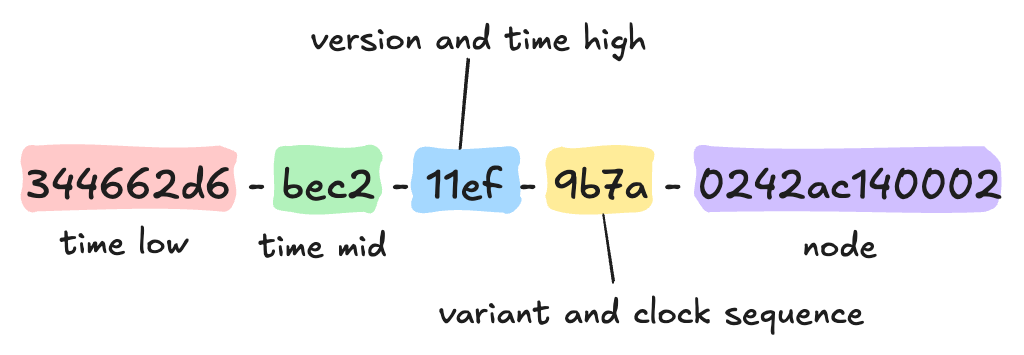 version and time high
344662d6 - bec2 - 11ef - 9b7a - 0242ac140002
time low time mid node
variant and clock sequence